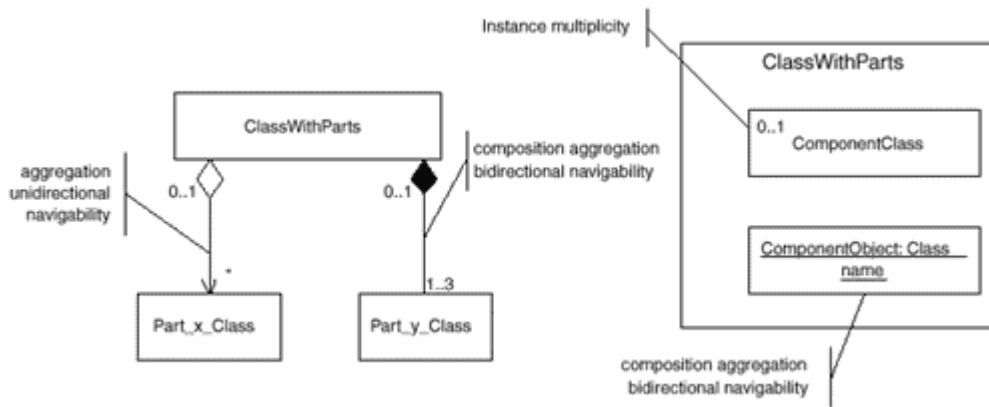 Instance multiplicity
ClassWithParts
ClassWithParts
0..1
ComponentClass
composition aggregation
bidirectional navigability
aggregation
unidirectional
navigability
0..1
0..1
ComponentObject: Class
name
*
1..3
Part_x_Class
Part_y_Class
composition aggregation
bidirectional navigability